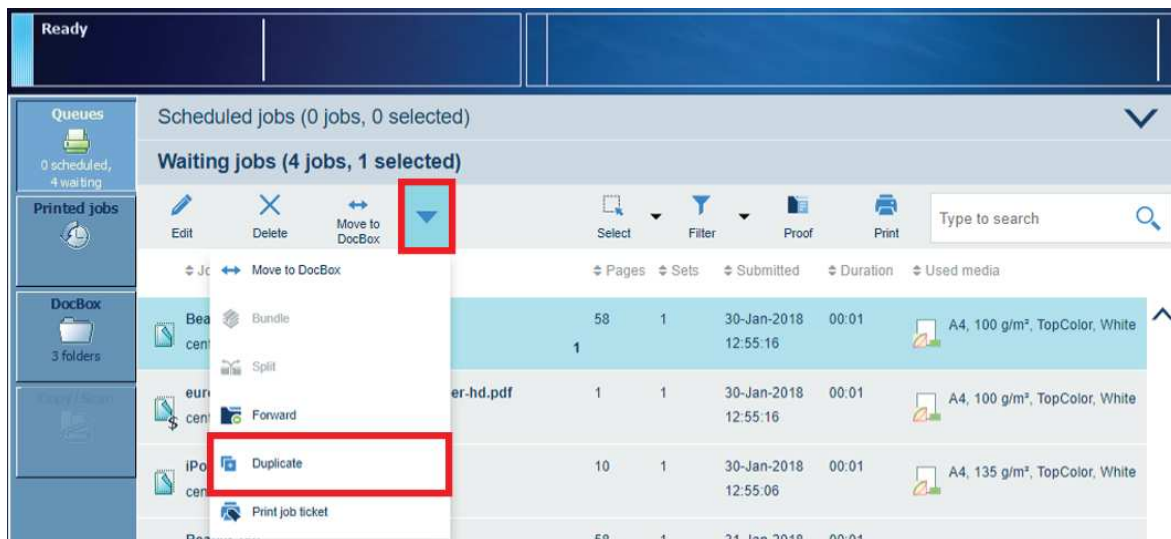 Ready
Queues
0 scheduled,
4 waiting
Printed jobs
DocBox
3 folders
Scheduled jobs (0 jobs, 0 selected)
Waiting jobs (4 jobs, 1 selected)
Edit
Delete
Move to
DocBox
Select
Filter
Proof
Print
Type to search
Pages
Sets
Submitted
Duration
Used media
Move to DocBox
Bundle
Split
Forward
Duplicate
Print job ticket
58 1 30-Jan-2018 00:01 A4, 100 g/m², TopColor, White
1 12:55:16
er-hd.pdf 1 1 30-Jan-2018 00:01 A4, 100 g/m², TopColor, White
$ 12:55:16
10 1 30-Jan-2018 00:01 A4, 135 g/m², TopColor, White
12:55:06